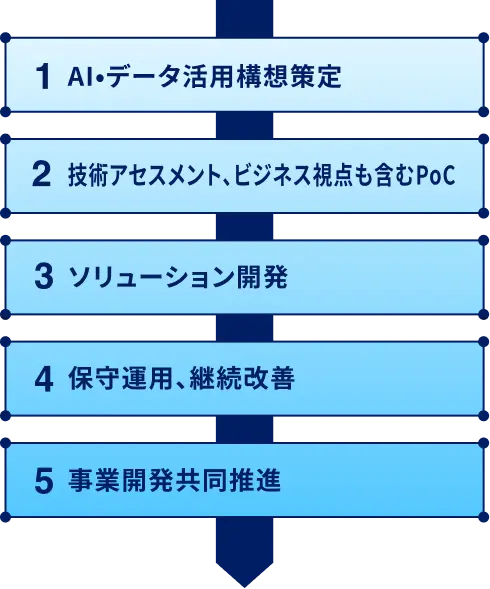 1 AI•データ活用構想策定
2 技術アセスメント、ビジネス視点も含むPoC
3 ソリューション開発
4 保守運用、継続改善
5 事業開発共同推進